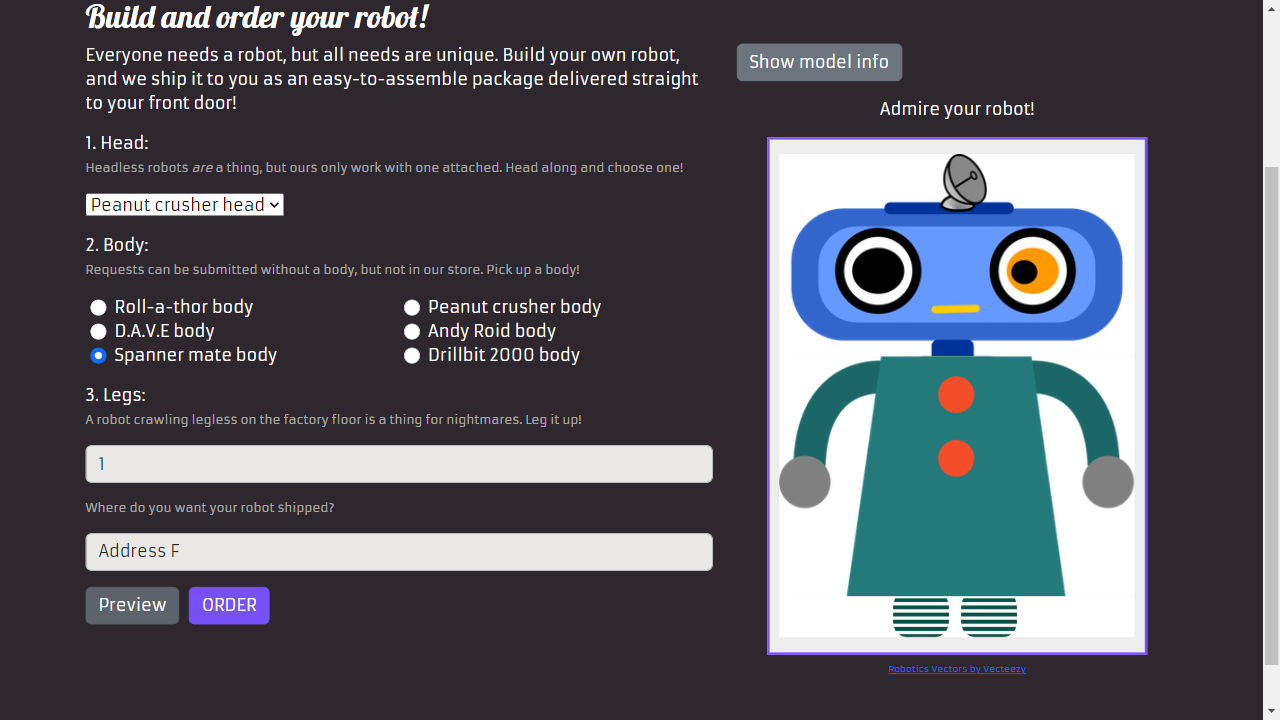 Build and order your robot!
Everyone needs a robot, but all needs are unique. Build your own robot,
and we ship it to you as an easy-to-assemble package delivered straight
to your front door!
1. Head:
Headless robots are a thing, but ours only work with one attached. Head along and choose one!
Peanut crusher head
2. Body:
Requests can be submitted without a body, but not in our store. Pick up a body!
Roll-a-thor body
Peanut crusher body
D.A.V.E body
Andy Roid body
Spanner mate body
Drillbit 2000 body
3. Legs:
A robot crawling legless on the factory floor is a thing for nightmares. Leg it up!
1
Where do you want your robot shipped?
Address F
Preview
ORDER
Show model info
Admire your robot!
Robotics Vectors by Vecteezy